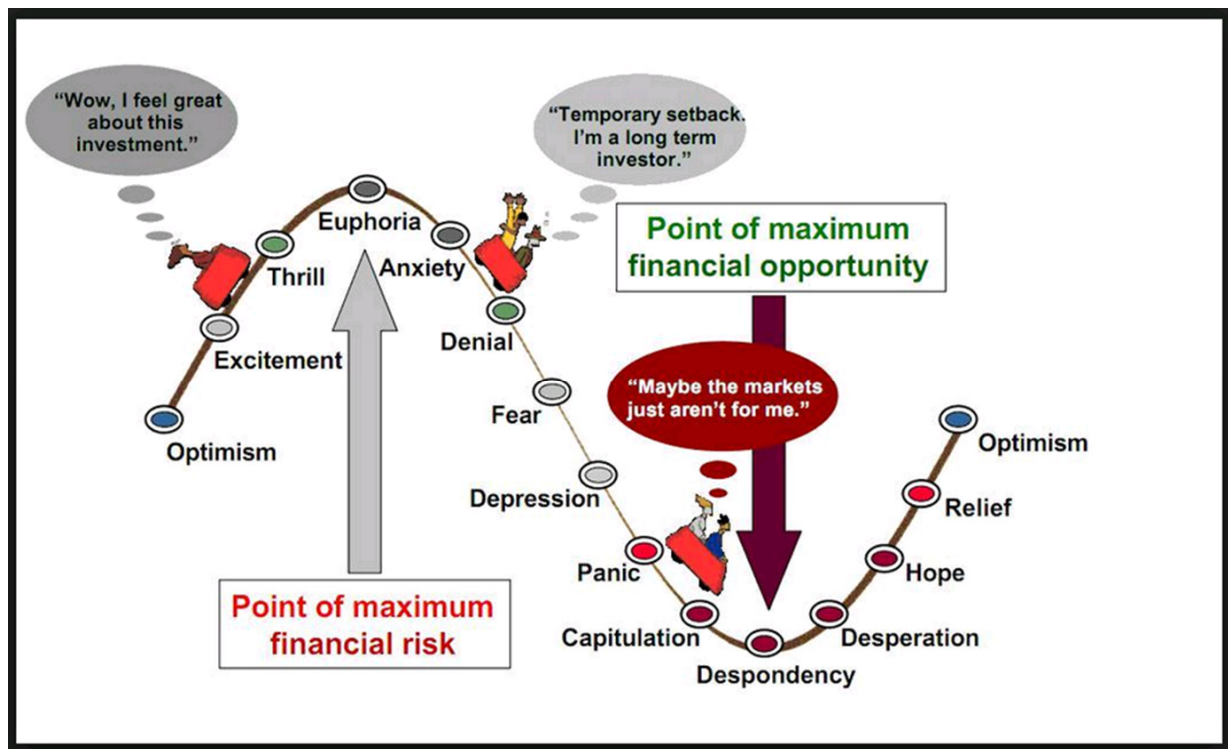 “Wow, I feel great
about this
investment.”
“Temporary setback.
I’m a long term
investor.”
Euphoria
Thrill
Anxiety
Excitement
Denial
Optimism
Point of maximum
financial risk
Fear
Depression
Panic
Capitulation
Point of maximum
financial opportunity
“Maybe the markets
just aren’t for me.”
Despondency
Desperation
Hope
Relief
Optimism